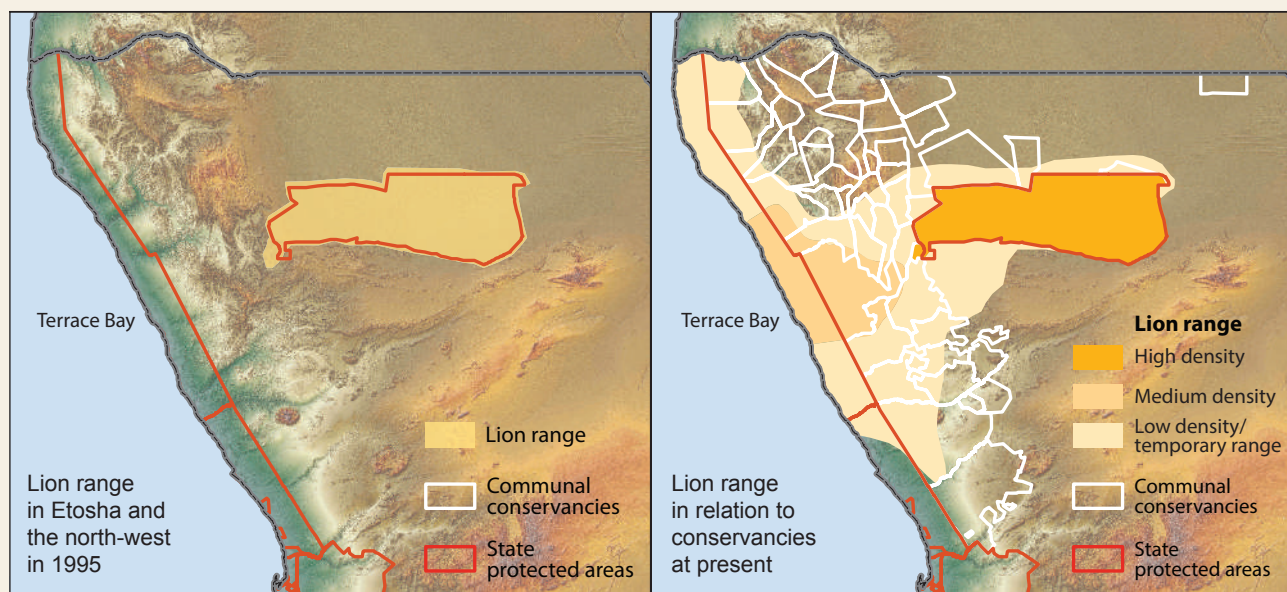 Terrace Bay
Lion range
in Etosha and
the north-west
in 1995
Lion range
Communal
conservancies
State
protected areas
Terrace Bay
Lion range
in relation to
conservancies
at present
Lion range
High density
Medium density
Low density/
temporary range
Communal
conservancies
State
protected areas